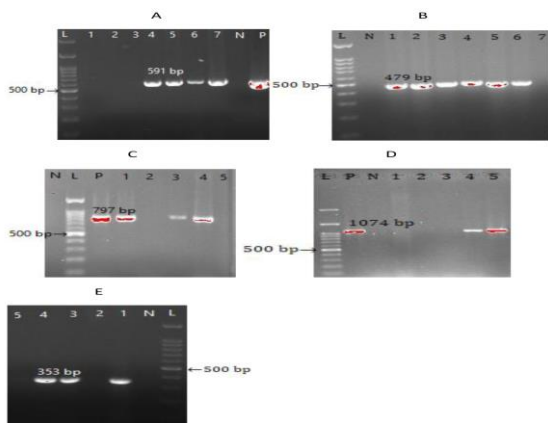 A
L 1 2 3 4 5 6 7 N P
591 bp
500 bp
B
L N 1 2 3 4 5 6 7
479 bp
500 bp
C
N L P 1 2 3 4 5
797 bp
500 bp
D
L P N 1 2 3 4 5
1074 bp
500 bp
E
5 4 3 2 1 N L
353 bp
500 bp